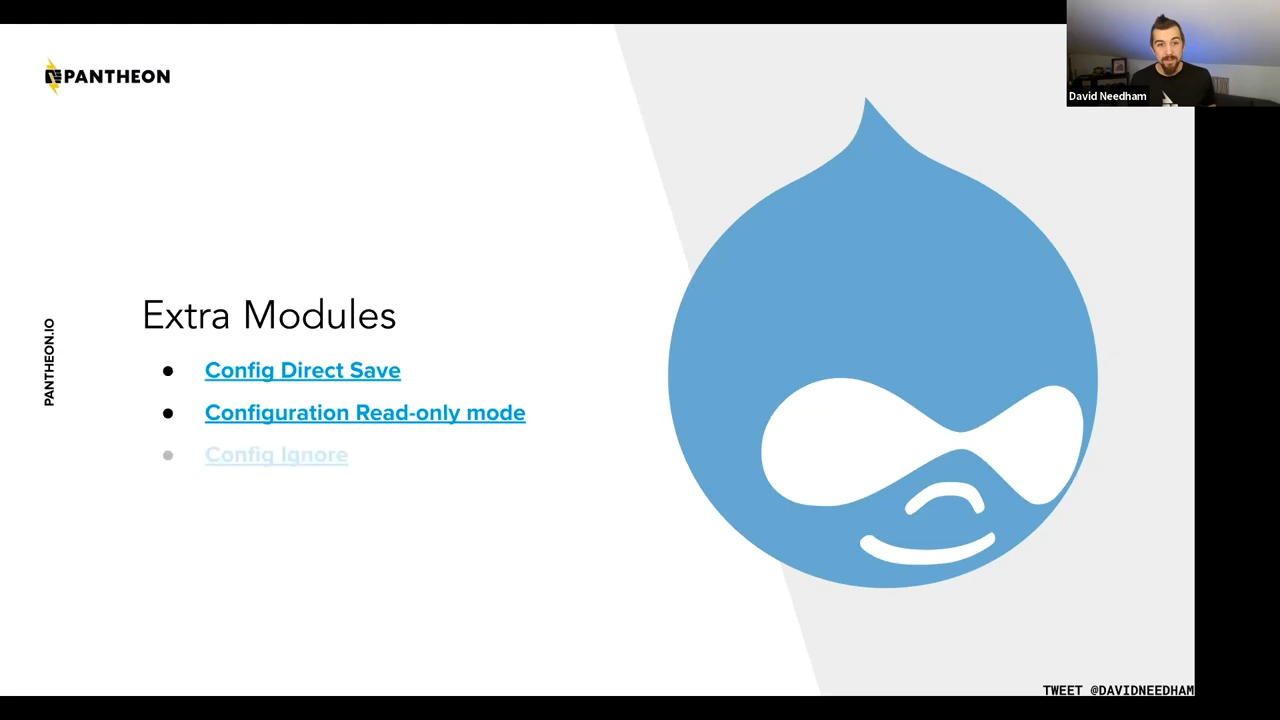 PANTHEON
David Needham
PANTHEON.IO
Extra Modules
● Config Direct Save
● Configuration Read-only mode
● Config Ignore
TWEET @DAVIDNEEDHAM